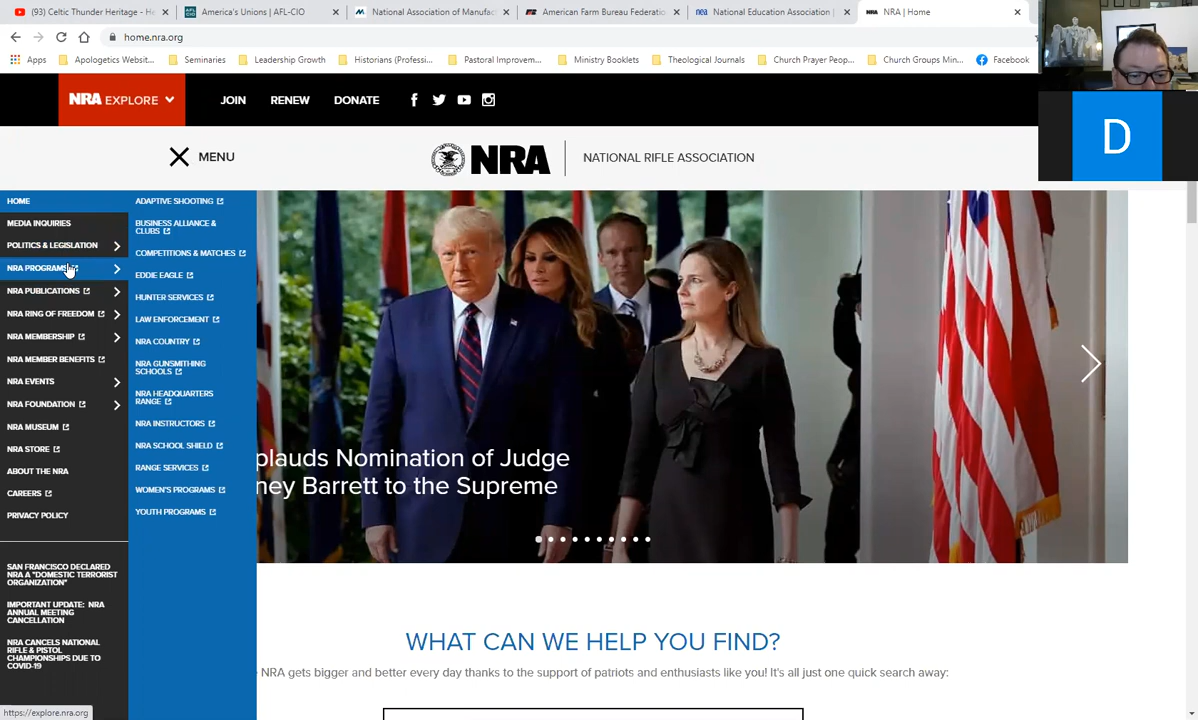 (93) Celtic Thunder Heritage - He
America's Unions | AFL-CIO
National Association of Manufac
American Farm Bureau Federatio
National Education Association |
NRA | Home
home.nra.org
Apps
Apologetics Websit...
Seminaries
Leadership Growth
Historians (Professi...
Pastoral Improvem...
Ministry Booklets
Theological Journals
Church Prayer Peop...
Church Groups Min...
Facebook
NRA EXPLORE
JOIN
RENEW
DONATE
MENU
NRA
NATIONAL RIFLE ASSOCIATION
D
HOME
MEDIA INQUIRIES
POLITICS & LEGISLATION
NRA PROGRAMS
NRA PUBLICATIONS
NRA RING OF FREEDOM
NRA MEMBERSHIP
NRA MEMBER BENEFITS
NRA EVENTS
NRA FOUNDATION
NRA MUSEUM
NRA STORE
ABOUT THE NRA
CAREERS
PRIVACY POLICY
SAN FRANCISCO DECLARED
NRA A "DOMESTIC TERRORIST
ORGANIZATION"
IMPORTANT UPDATE: NRA
ANNUAL MEETING
CANCELLATION
NRA CANCELS NATIONAL
RIFLE & PISTOL
CHAMPIONSHIPS DUE TO
COVID-19
ADAPTIVE SHOOTING
BUSINESS ALLIANCE &
CLUBS
COMPETITIONS & MATCHES
EDDIE EAGLE
HUNTER SERVICES
LAW ENFORCEMENT
NRA COUNTRY
NRA GUNSMITHING
SCHOOLS
NRA HEADQUARTERS
RANGE
NRA INSTRUCTORS
NRA SCHOOL SHIELD
RANGE SERVICES
WOMEN'S PROGRAMS
YOUTH PROGRAMS
plauds Nomination of Judge
ney Barrett to the Supreme
WHAT CAN WE HELP YOU FIND?
NRA gets bigger and better every day thanks to the support of patriots and enthusiasts like you! It's all just one quick search away:
https://explore.nra.org